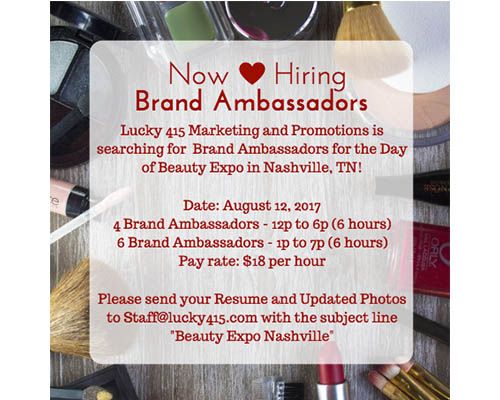 Now Hiring
Brand Ambassadors
Lucky 415 Marketing and Promotions is
searching for Brand Ambassadors for the Day
of Beauty Expo in Nashville, TN!
Date: August 12, 2017
4 Brand Ambassadors - 12p to 6p (6 hours)
6 Brand Ambassadors - 1p to 7p (6 hours)
Pay rate: $18 per hour
Please send your Resume and Updated Photos
to Staff@lucky415.com with the subject line
"Beauty Expo Nashville"
ORLY